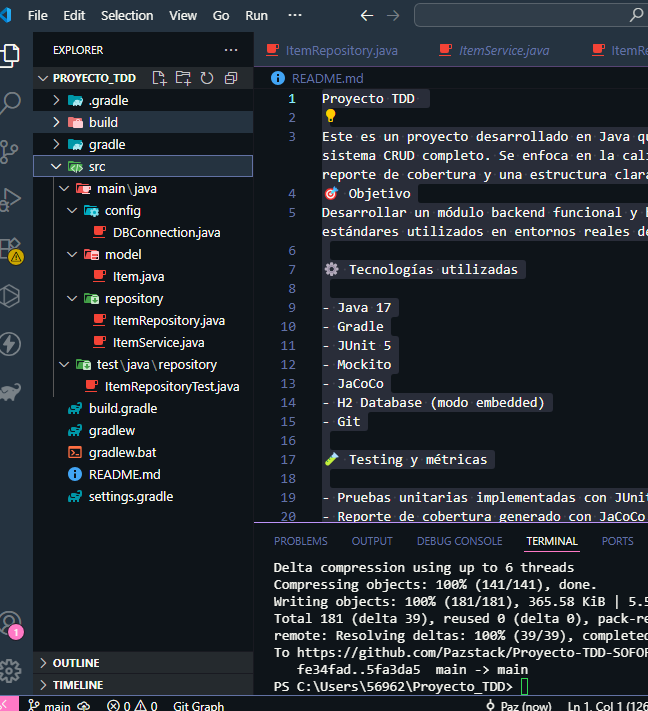 File Edit Selection View Go Run
EXPLORER
PROYECTO_TDD
.gradle
build
gradle
src
main\java
config
DBConnection.java
model
Item.java
repository
ItemRepository.java
ItemService.java
test\java\repository
ItemRepositoryTest.java
build.gradle
gradlew
gradlew.bat
README.md
settings.gradle
OUTLINE
TIMELINE
ItemRepository.java ItemService.java ItemRe
README.md
1 Proyecto TDD
2
3 Este es un proyecto desarrollado en Java qu
sistema CRUD completo. Se enfoca en la cali
reporte de cobertura y una estructura clara
4 🎯 Objetivo
5 Desarrollar un módulo backend funcional y
estándares utilizados en entornos reales de
6
7 ⚙️ Tecnologías utilizadas
8
9 - Java 17
10 - Gradle
11 - JUnit 5
12 - Mockito
13 - JaCoCo
14 - H2 Database (modo embedded)
15 - Git
16
17 🧪 Testing y métricas
18
19 - Pruebas unitarias implementadas con JUnit
20 - Reporte de cobertura generado con JaCoCo
PROBLEMS OUTPUT DEBUG CONSOLE TERMINAL PORTS
Delta compression using up to 6 threads
Compressing objects: 100% (141/141), done.
Writing objects: 100% (181/181), 365.58 KiB | 5.5
Total 181 (delta 39), reused 0 (delta 0), pack-re
remote: Resolving deltas: 100% (39/39), completed
To https://github.com/Pazstack/Proyecto-TDD-SOFOF
fe34fad..5fa3da5 main -> main
PS C:\Users\56962\Proyecto_TDD>
1
main 0 0 Git Graph Paz (now) Ln 1, Col 1 (126